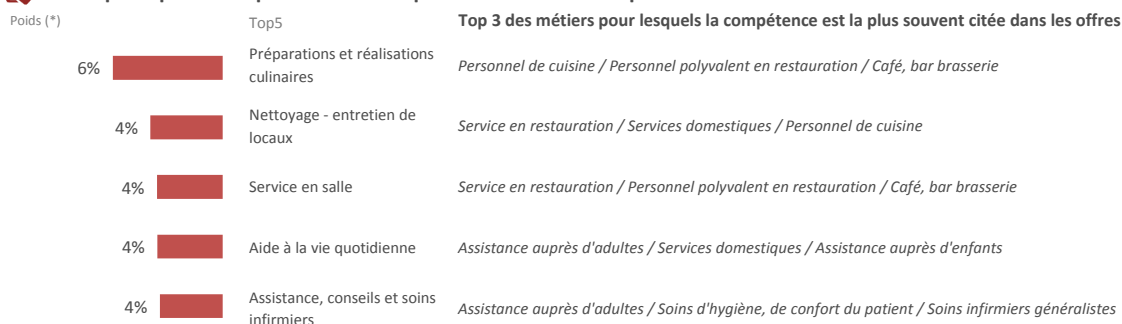 Poids (*) Top5 Top 3 des métiers pour lesquels la compétence est la plus souvent citée dans les offres
6% Préparations et réalisations culinaires Personnel de cuisine / Personnel polyvalent en restauration / Café, bar brasserie
4% Nettoyage - entretien de locaux Service en restauration / Services domestiques / Personnel de cuisine
4% Service en salle Service en restauration / Personnel polyvalent en restauration / Café, bar brasserie
4% Aide à la vie quotidienne Assistance auprès d'adultes / Services domestiques / Assistance auprès d'enfants
4% Assistance, conseils et soins infirmiers Assistance auprès d'adultes / Soins d'hygiène, de confort du patient / Soins infirmiers généralistes